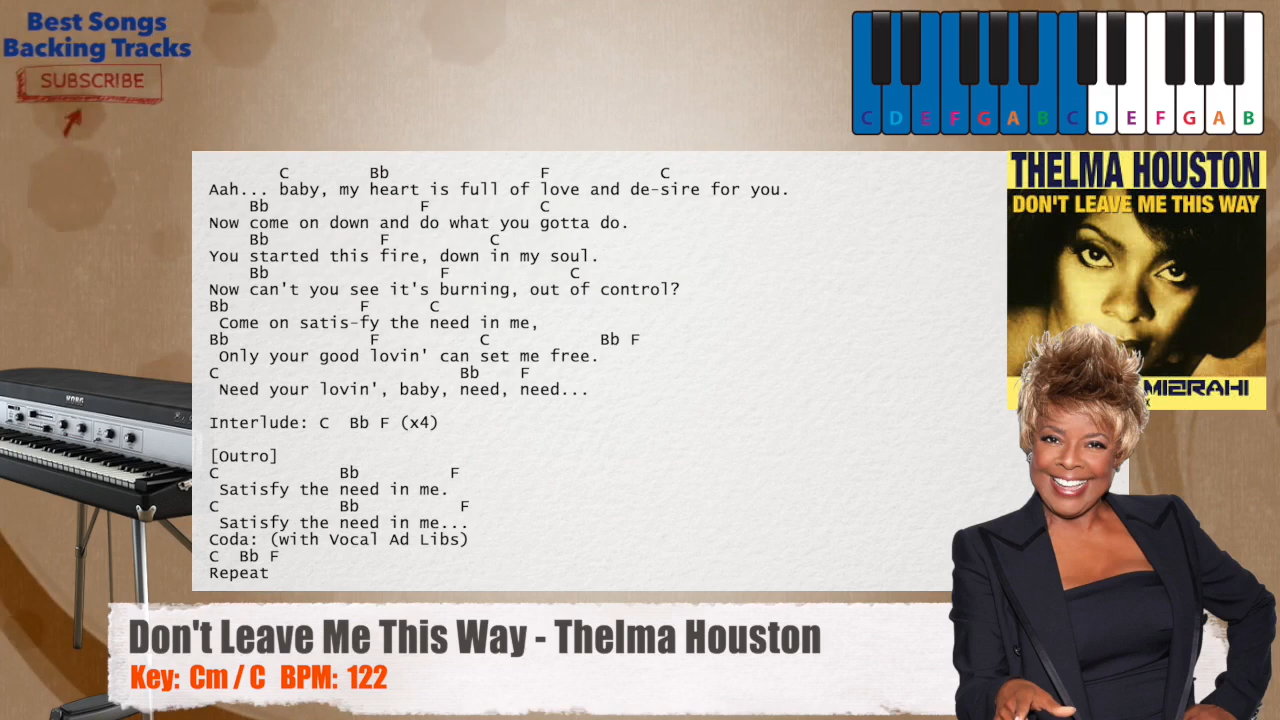 Best Songs
Backing Tracks
SUBSCRIBE
C D E F G A B C D E F G A B
C Bb F C
Aah... baby, my heart is full of love and de-sire for you.
Bb F C
Now come on down and do what you gotta do.
Bb F C
You started this fire, down in my soul.
Bb F C
Now can't you see it's burning, out of control?
Bb F C
Come on satis-fy the need in me,
Bb F C Bb F
Only your good lovin' can set me free.
C Bb F
Need your lovin', baby, need, need...
Interlude: C Bb F (x4)
[Outro]
C Bb F
Satisfy the need in me.
C Bb F
Satisfy the need in me...
Coda: (with Vocal Ad Libs)
C Bb F
Repeat
THELMA HOUSTON
DON'T LEAVE ME THIS WAY
MIZRAHI
KORG
Don't Leave Me This Way - Thelma Houston
Key: Cm / C BPM: 122